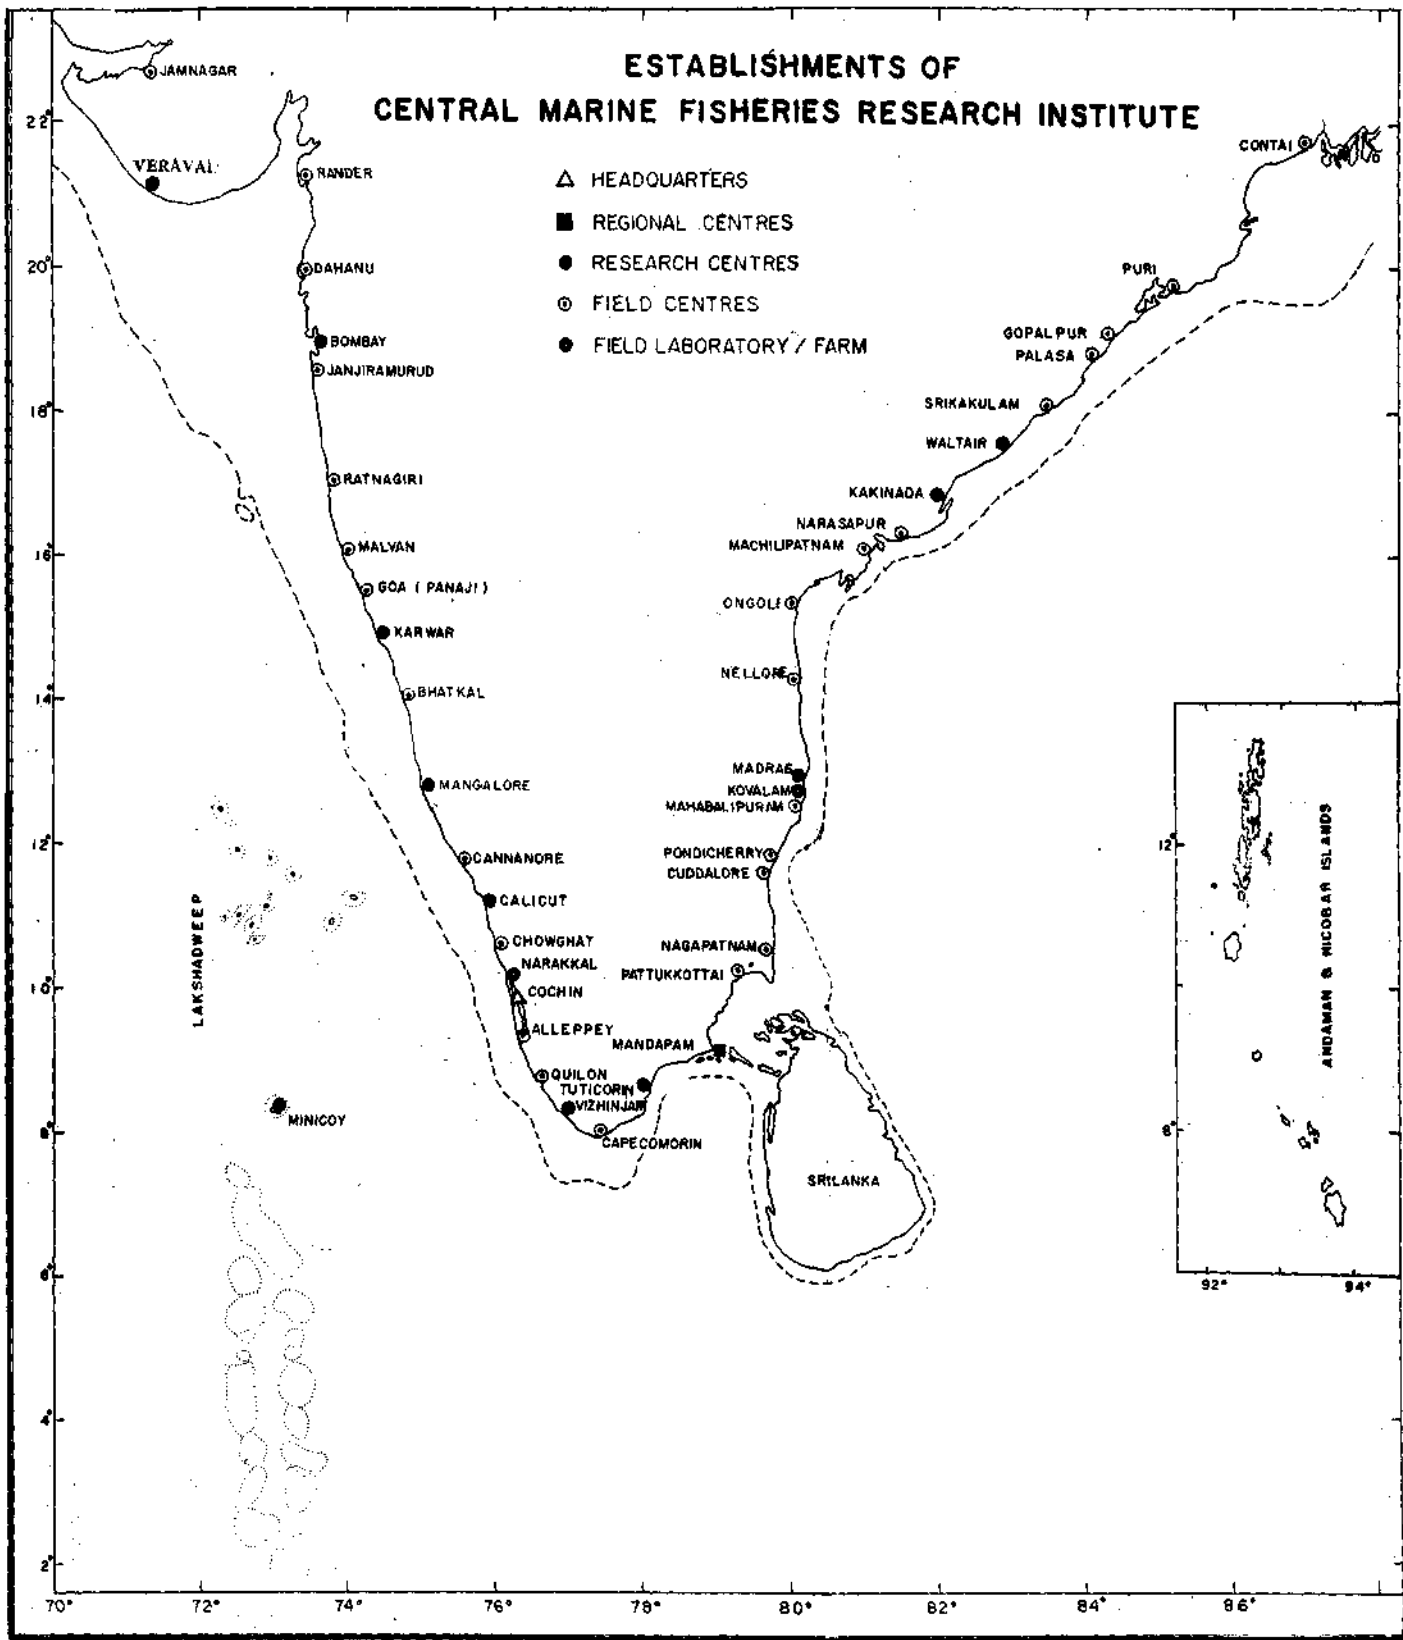 ESTABLISHMENTS OF
CENTRAL MARINE FISHERIES RESEARCH INSTITUTE
HEADQUARTERS
REGIONAL CENTRES
RESEARCH CENTRES
FIELD CENTRES
FIELD LABORATORY / FARM
JAMNAGAR
VERAVAL
RANDER
DAHANU
BOMBAY
JANJIRAMURUD
RATNAGIRI
MALVAN
GOA ( PANAJI )
KARWAR
BHATKAL
MANGALORE
CANNANORE
CALICUT
CHOWGHAT
NARAKKAL
COCHIN
ALLEPPEY
QUILON
TUTICORIN
VIZHINJAM
CAPECOMORIN
MANDAPAM
PATTUKKOTTAI
NAGAPATNAM
CUDDALORE
PONDICHERRY
MAHABALIPURAM
KOVALAM
MADRAS
NELLORE
ONGOLE
MACHILIPATNAM
NARASAPUR
KAKINADA
WALTAIR
SRIKAKULAM
PALASA
GOPALPUR
PURI
CONTAI
LAKSHADWEEP
MINICOY
SRILANKA
50
ANDAMAN & NICOBAR ISLANDS
12°
8°
92°
94°
22°
20°
18°
16°
14°
12°
10°
8°
6°
4°
2°
70°
72°
74°
76°
78°
80°
82°
84°
86°